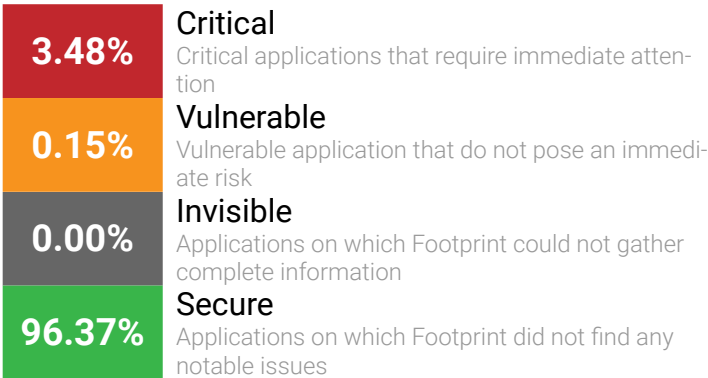 3.48%
Critical
Critical applications that require immediate atten-
tion
0.15%
Vulnerable
Vulnerable application that do not pose an immedi-
ate risk
0.00%
Invisible
Applications on which Footprint could not gather
complete information
96.37%
Secure
Applications on which Footprint did not find any
notable issues